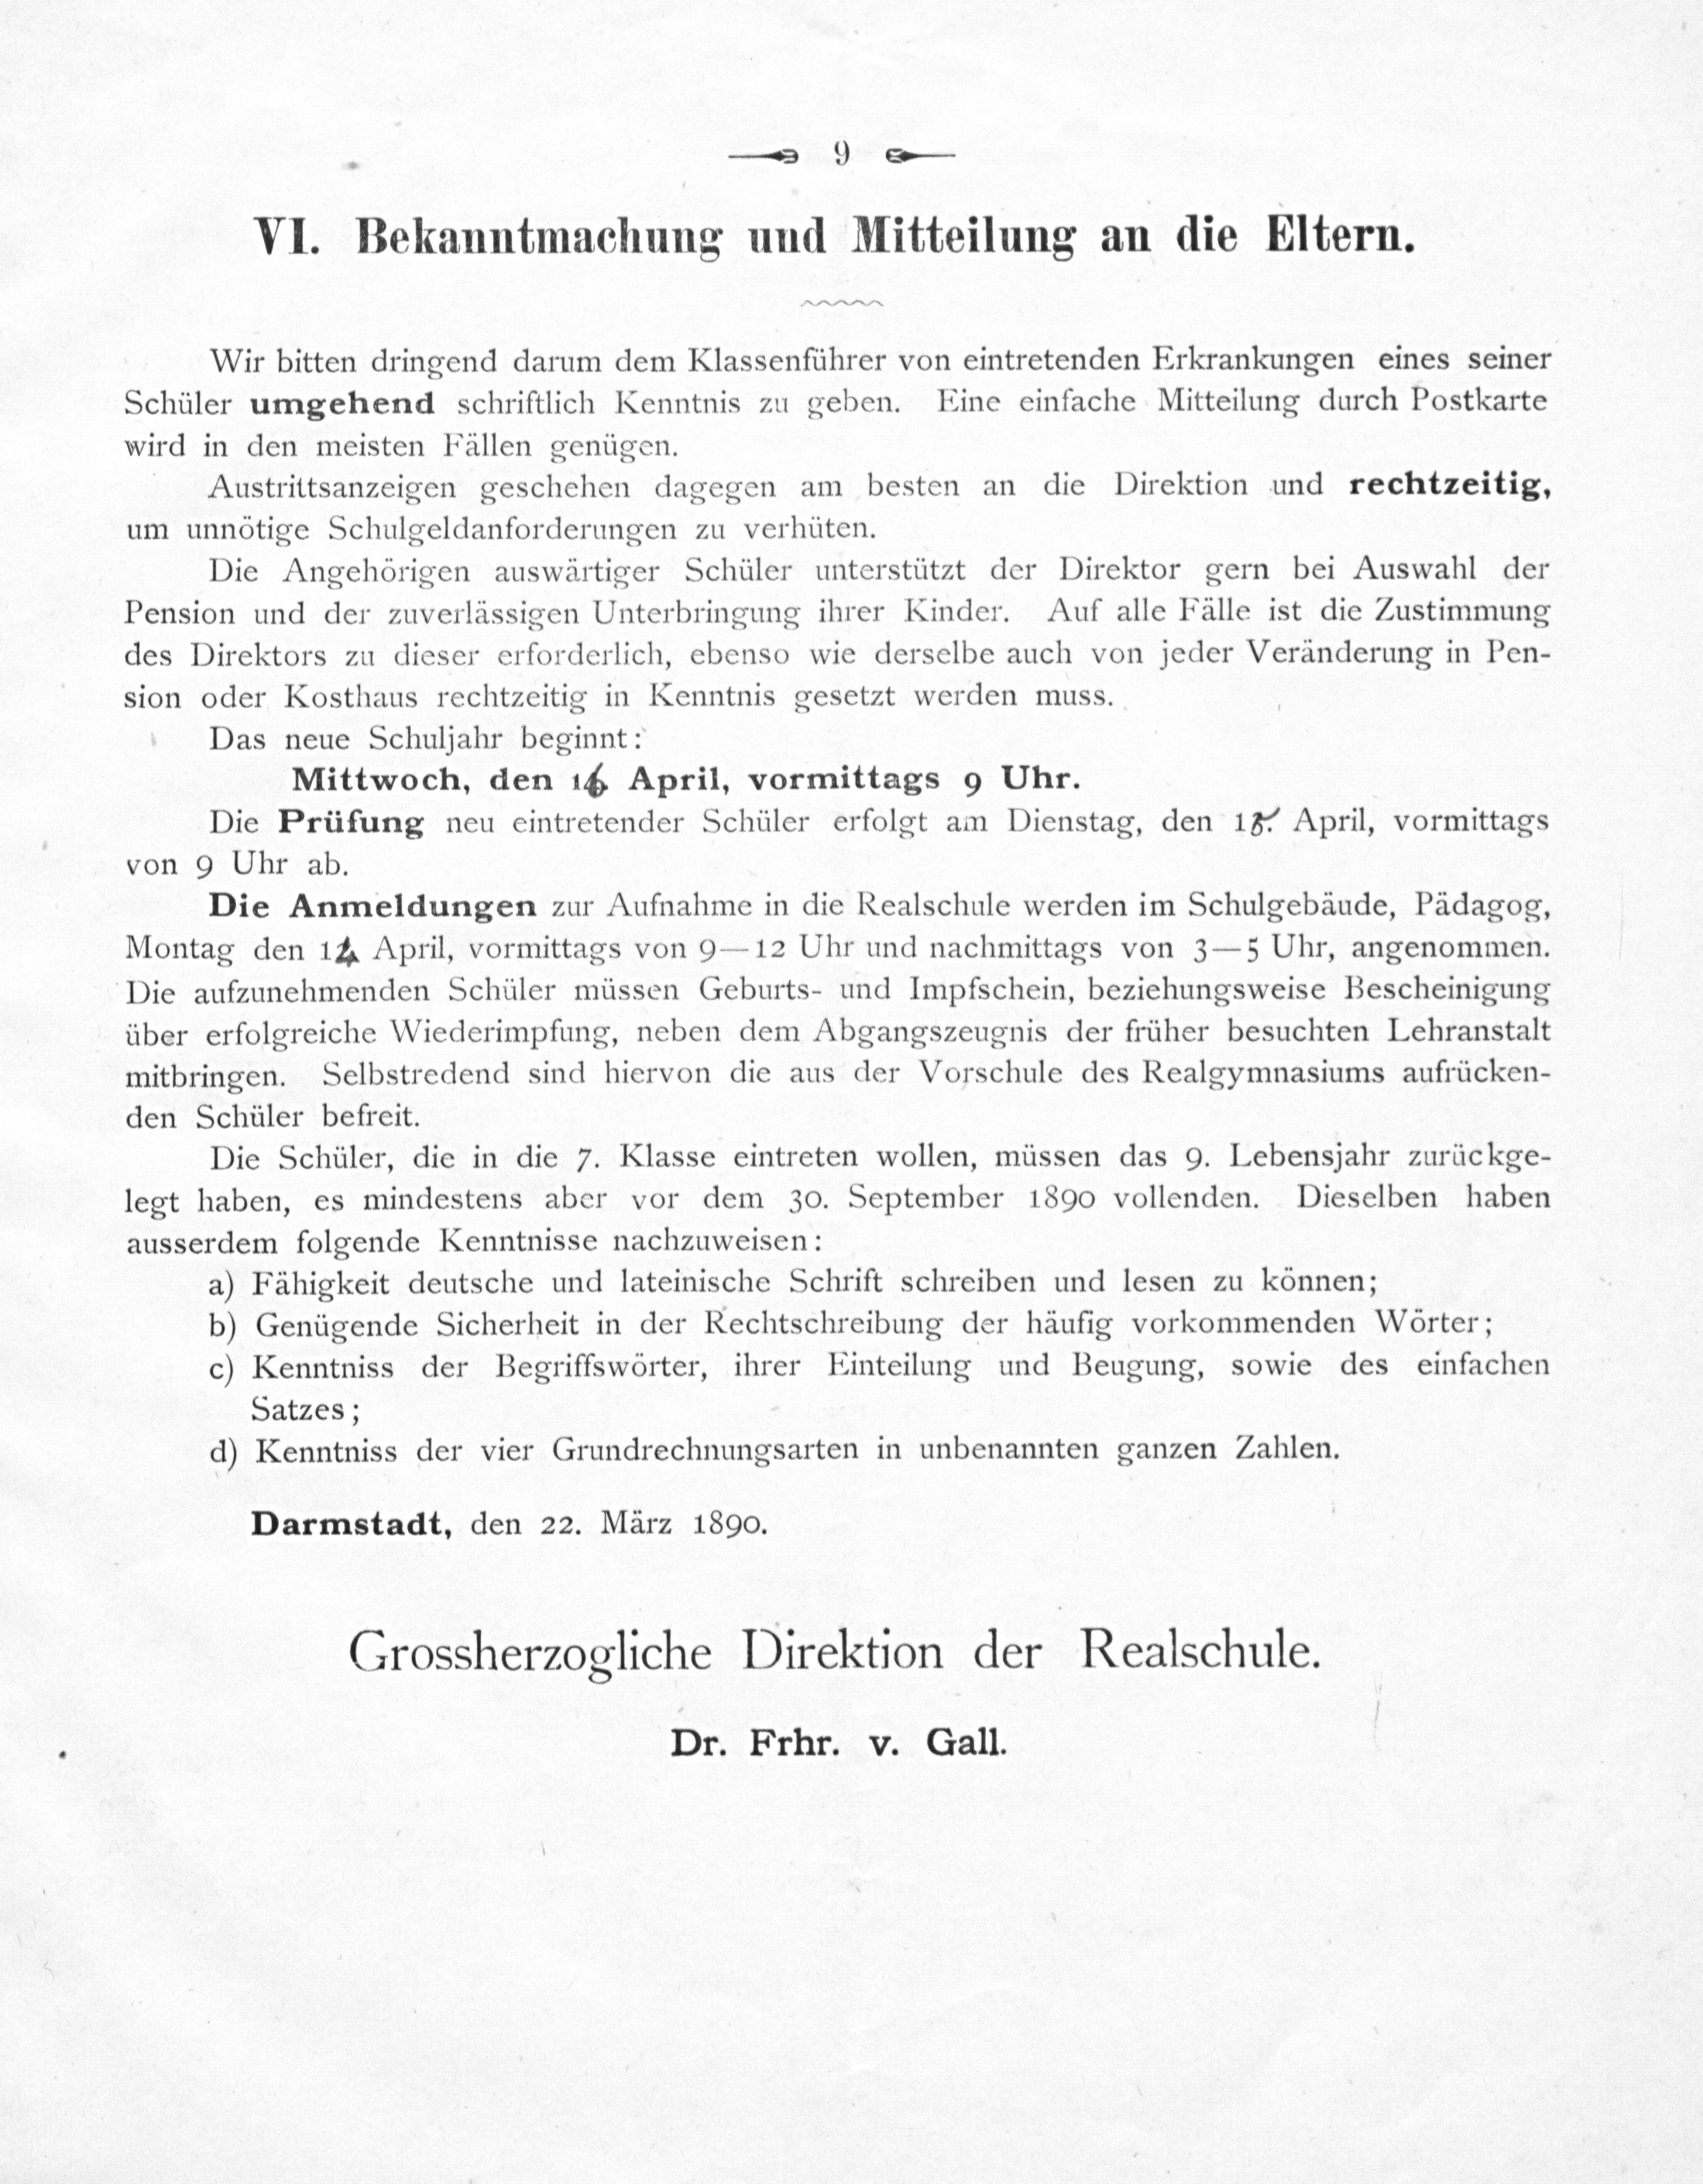 9
VI. Bekanntmachung und Mitteilung an die Eltern.
Wir bitten dringend darum dem Klassenführer von eintretenden Erkrankungen eines seiner
Schüler umgehend schriftlich Kenntnis zu geben. Eine einfache Mitteilung durch Postkarte
wird in den meisten Fällen genügen.
Austrittsanzeigen geschehen dagegen am besten an die Direktion und rechtzeitig,
um unnötige Schulgeldanforderungen zu verhüten.
Die Angehörigen auswärtiger Schüler unterstützt der Direktor gern bei Auswahl der
Pension und der zuverlässigen Unterbringung ihrer Kinder. Auf alle Fälle ist die Zustimmung
des Direktors zu dieser erforderlich, ebenso wie derselbe auch von jeder Veränderung in Pen-
sion oder Kosthaus rechtzeitig in Kenntnis gesetzt werden muss.
Das neue Schuljahr beginnt:
Mittwoch, den 16 April, vormittags 9 Uhr.
Die Prüfung neu eintretender Schüler erfolgt am Dienstag, den 15. April, vormittags
von 9 Uhr ab.
Die Anmeldungen zur Aufnahme in die Realschule werden im Schulgebäude, Pädagog,
Montag den 14 April, vormittags von 9—12 Uhr und nachmittags von 3—5 Uhr, angenommen.
Die aufzunehmenden Schüler müssen Geburts- und Impfschein, beziehungsweise Bescheinigung
über erfolgreiche Wiederimpfung, neben dem Abgangszeugnis der früher besuchten Lehranstalt
mitbringen. Selbstredend sind hiervon die aus der Vorschule des Realgymnasiums aufrücken-
den Schüler befreit.
Die Schüler, die in die 7. Klasse eintreten wollen, müssen das 9. Lebensjahr zurückge-
legt haben, es mindestens aber vor dem 30. September 1890 vollenden. Dieselben haben
ausserdem folgende Kenntnisse nachzuweisen:
a) Fähigkeit deutsche und lateinische Schrift schreiben und lesen zu können;
b) Genügende Sicherheit in der Rechtschreibung der häufig vorkommenden Wörter;
c) Kenntniss der Begriffswörter, ihrer Einteilung und Beugung, sowie des einfachen
Satzes;
d) Kenntniss der vier Grundrechnungsarten in unbenannten ganzen Zahlen.
Darmstadt, den 22. März 1890.
Grossherzogliche Direktion der Realschule.
Dr. Frhr. v. Gall.